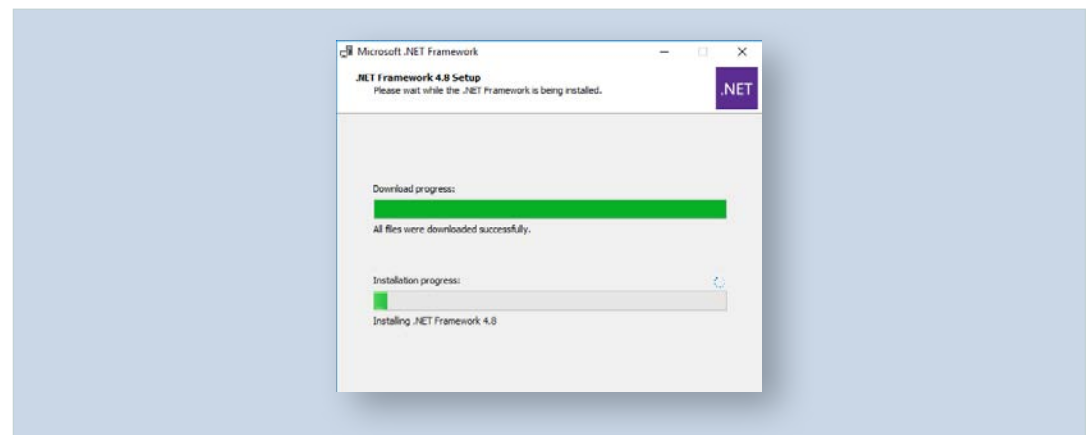 Microsoft .NET Framework
.NET Framework 4.8 Setup
Please wait while the .NET Framework is being installed.
.NET
Download progress:
All files were downloaded successfully.
Installation progress:
Installing .NET Framework 4.8